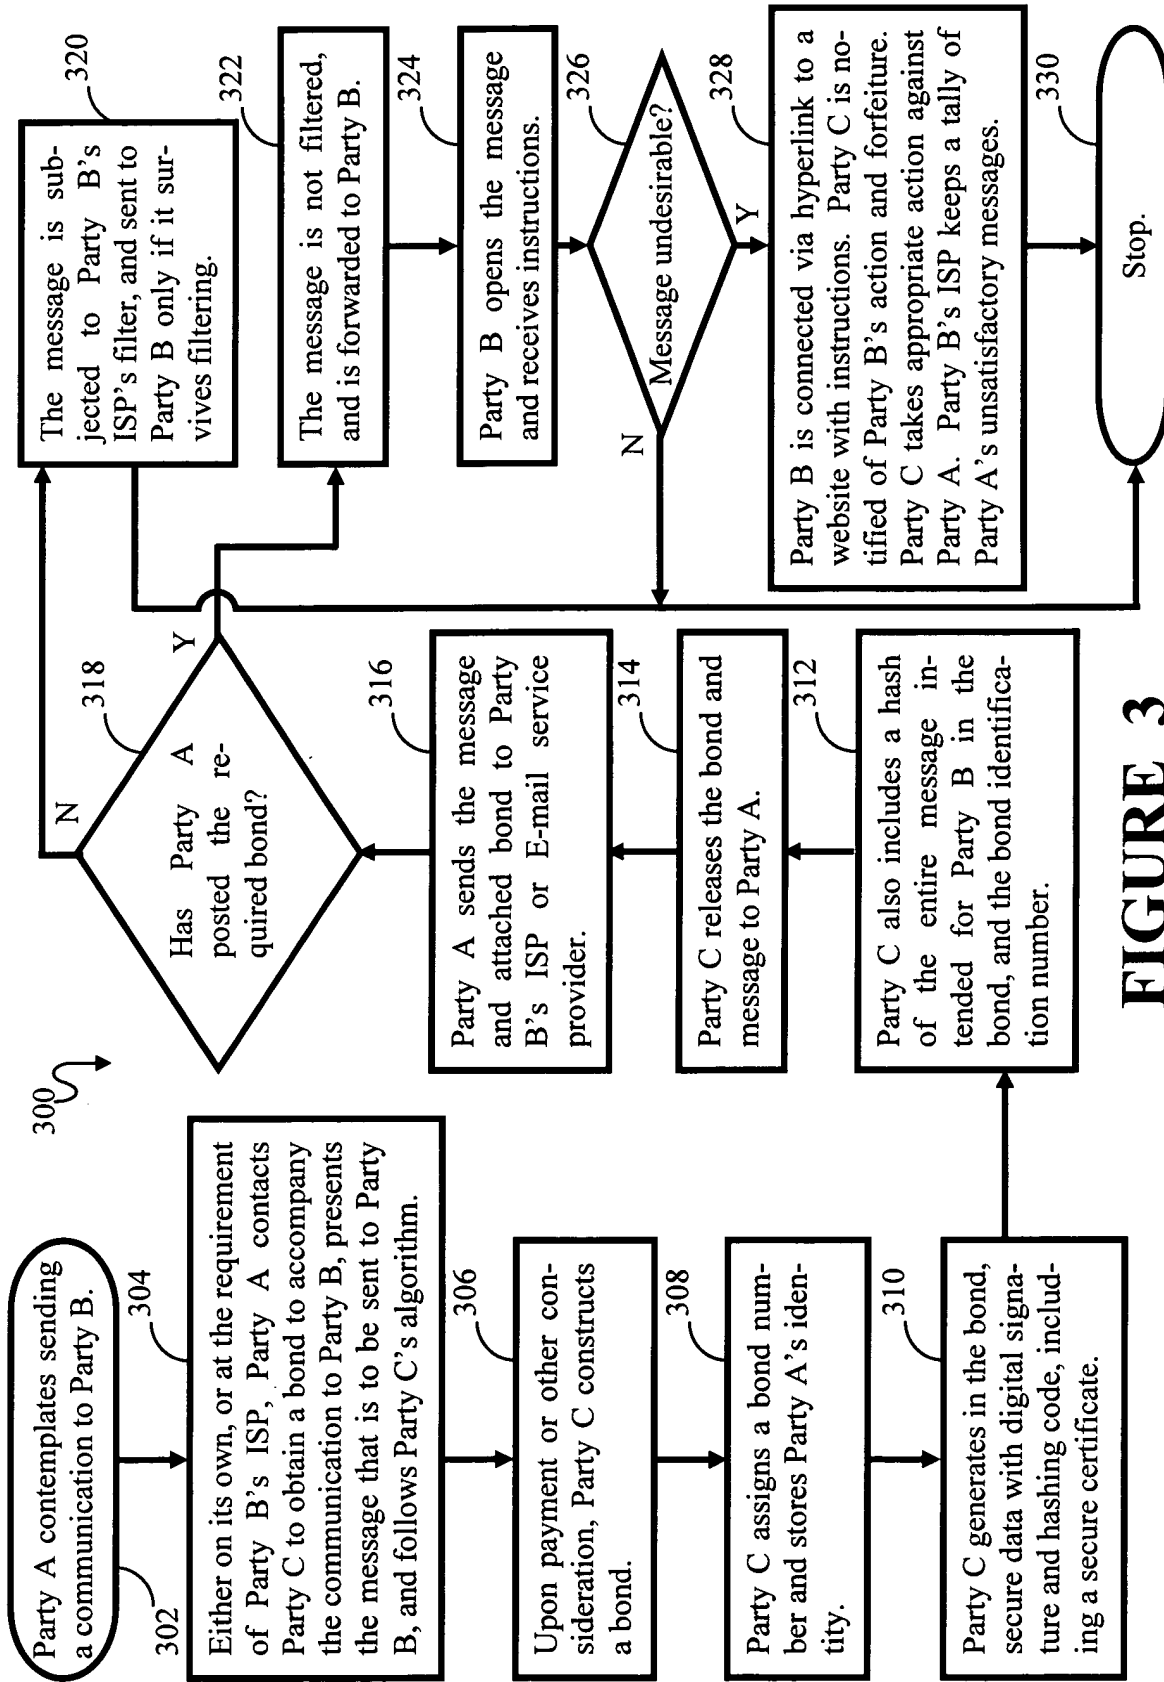 300
Party A contemplates sending
a communication to Party B.
302
304
Either on its own, or at the requirement
of Party B's ISP, Party A contacts
Party C to obtain a bond to accompany
the communication to Party B, presents
the message that is to be sent to Party
B, and follows Party C's algorithm.
306
Upon payment or other con-
sideration, Party C constructs
a bond.
308
Party C assigns a bond num-
ber and stores Party A's iden-
tity.
310
Party C generates in the bond,
secure data with digital signa-
ture and hashing code, includ-
ing a secure certificate.
312
Party C also includes a hash
of the entire message in-
tended for Party B in the
bond, and the bond identifica-
tion number.
314
Party C releases the bond and
message to Party A.
316
Party A sends the message
and attached bond to Party
B's ISP or E-mail service
provider.
318
Has Party A
posted the re-
quired bond?
N
Y
320
The message is sub-
jected to Party B's
ISP's filter, and sent to
Party B only if it sur-
vives filtering.
322
The message is not filtered,
and is forwarded to Party B.
324
Party B opens the message
and receives instructions.
326
Message undesirable?
N
Y
328
Party B is connected via hyperlink to a
website with instructions. Party C is no-
tified of Party B's action and forfeiture.
Party C takes appropriate action against
Party A. Party B's ISP keeps a tally of
Party A's unsatisfactory messages.
330
Stop.
FIGURE 3